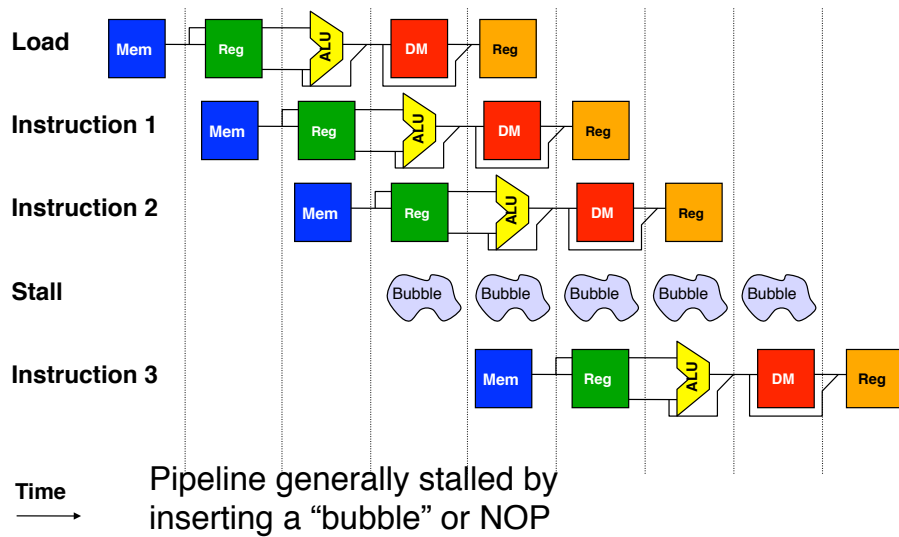 Load
Mem Reg ALU DM Reg
Instruction 1
Mem Reg ALU DM Reg
Instruction 2
Mem Reg ALU DM Reg
Stall
Bubble Bubble Bubble Bubble Bubble
Instruction 3
Mem Reg ALU DM Reg
Time
Pipeline generally stalled by
inserting a “bubble” or NOP